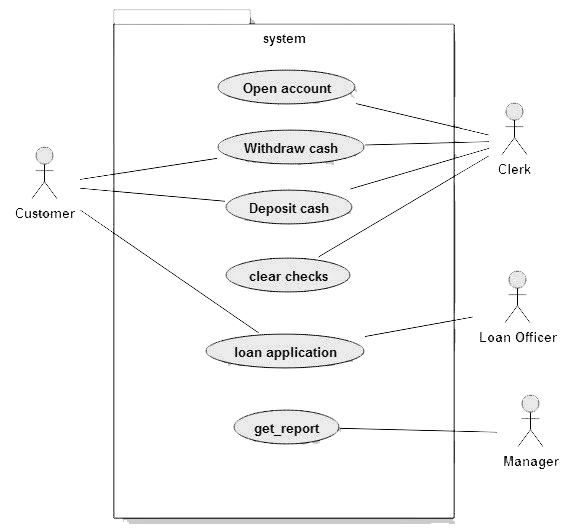 system
Open account
Withdraw cash
Clerk
Customer
Deposit cash
clear checks
Loan Officer
loan application
get_report
Manager